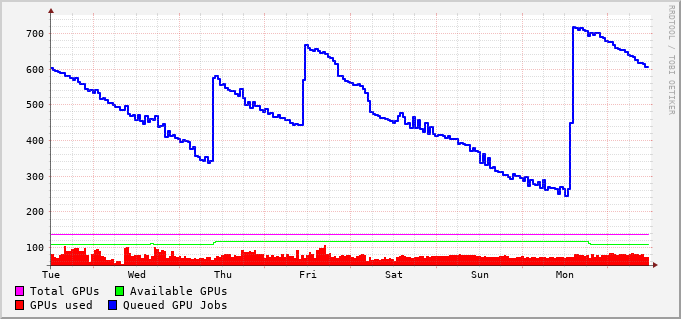 RRDTOOL / TOBI OETIKER
700
600
500
400
300
200
100
Tue Wed Thu Fri Sat Sun Mon
Total GPUs Available GPUs
GPUs used Queued GPU Jobs